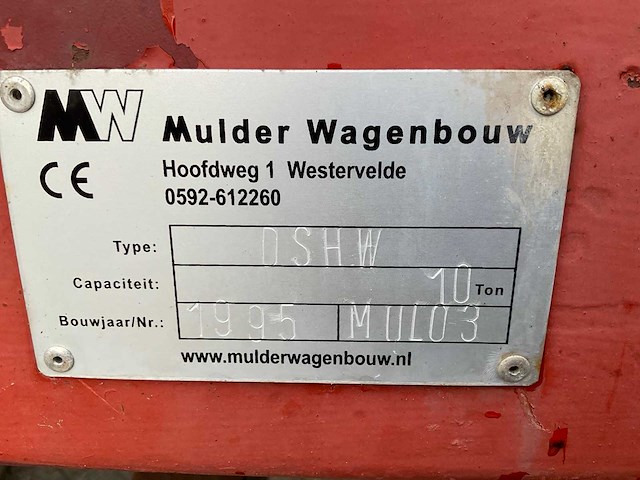 MW Mulder Wagenbouw
CE Hoofdweg 1 Westervelde
0592-612260
Type: DSHW
Capaciteit: 10 Ton
Bouwjaar/Nr.: 1995 MUL03
www.mulderwagenbouw.nl